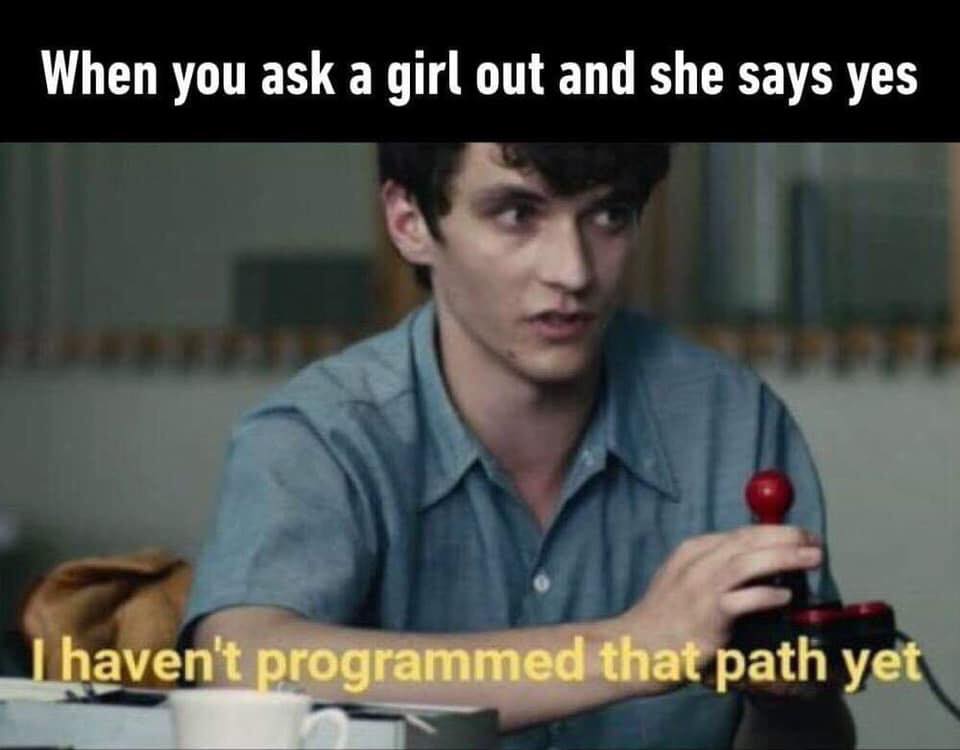 When you ask a girl out and she says yes
I haven't programmed that path yet